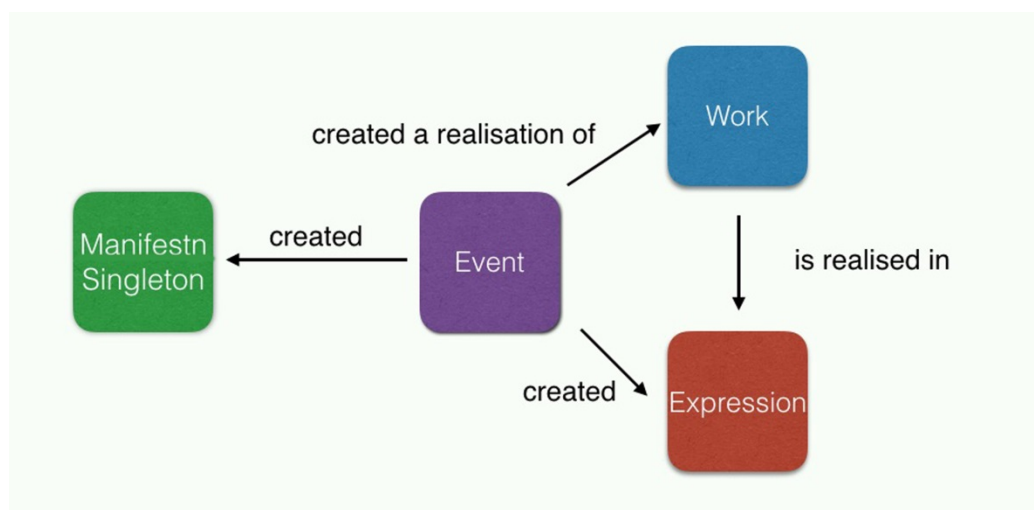 Work
created a realisation of
Manifestn
Singleton
created
Event
is realised in
created
Expression